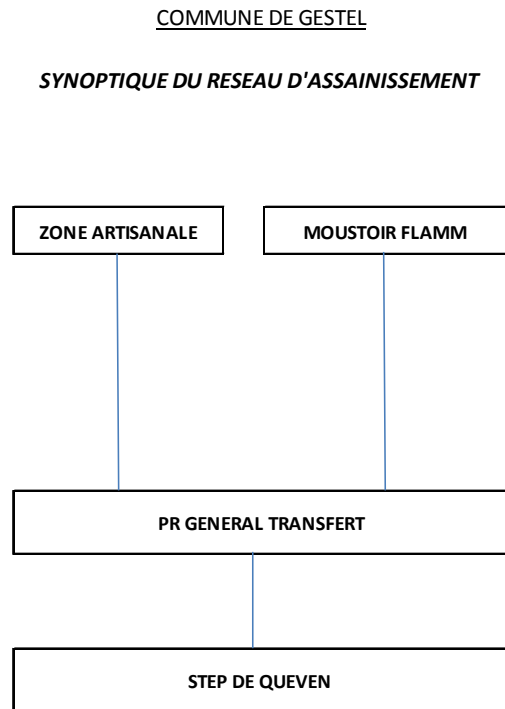 COMMUNE DE GESTEL
SYNOPTIQUE DU RESEAU D'ASSAINISSEMENT
ZONE ARTISANALE
MOUSTOIR FLAMM
PR GENERAL TRANSFERT
STEP DE QUEVEN